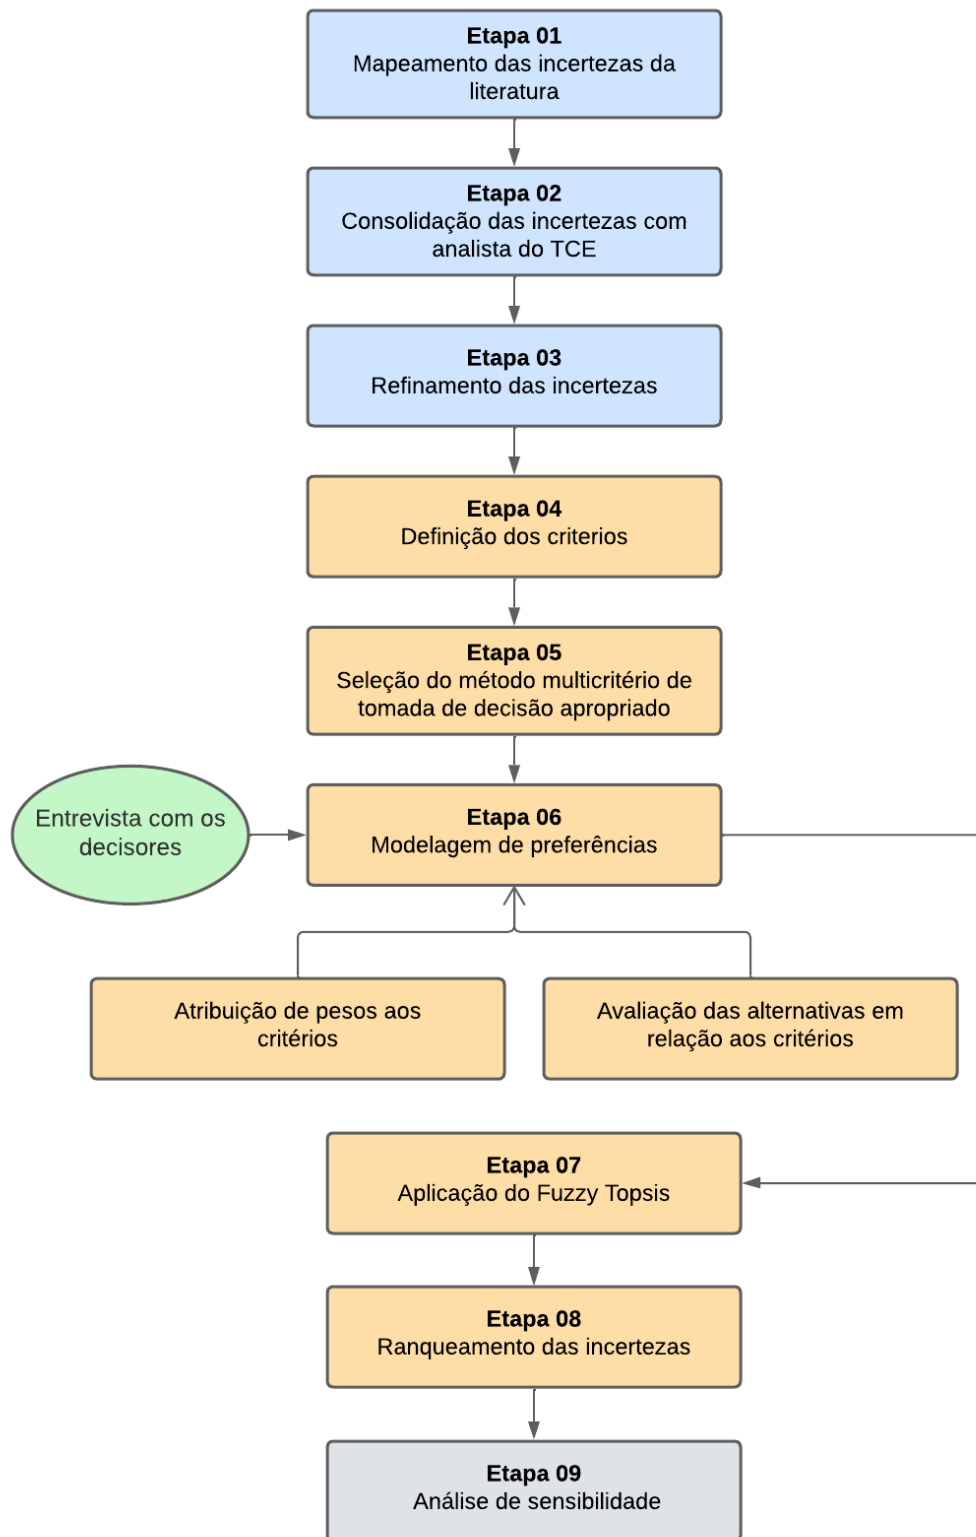 Etapa 01
Mapeamento das incertezas da
literatura
Etapa 02
Consolidação das incertezas com
analista do TCE
Etapa 03
Refinamento das incertezas
Etapa 04
Definição dos criterios
Etapa 05
Seleção do método multicritério de
tomada de decisão apropriado
Entrevista com os
decisores
Etapa 06
Modelagem de preferências
Atribuição de pesos aos
critérios
Avaliação das alternativas em
relação aos critérios
Etapa 07
Aplicação do Fuzzy Topsis
Etapa 08
Ranqueamento das incertezas
Etapa 09
Análise de sensibilidade